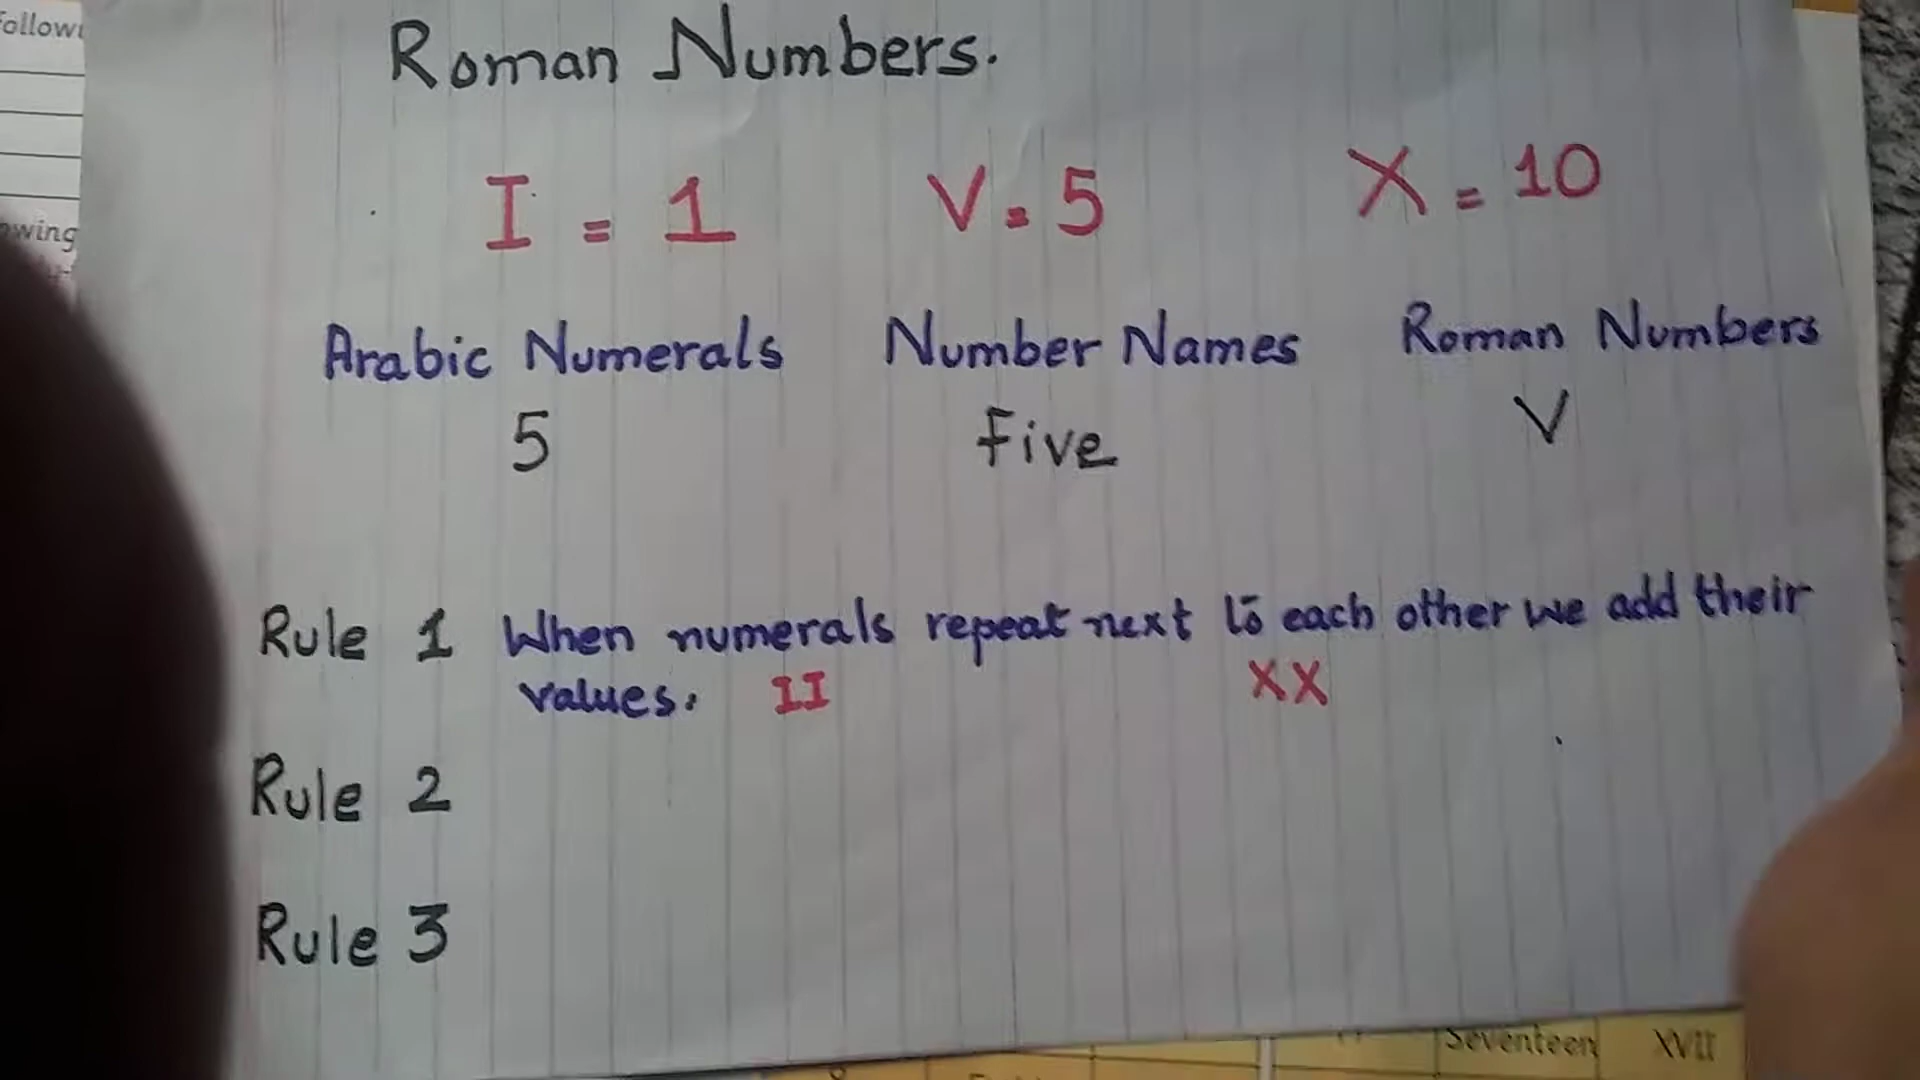 Roman Numbers.
I = 1 V = 5 X = 10
Arabic Numerals Number Names Roman Numbers
5 Five V
Rule 1 When numerals repeat next to each other we add their
values. II XX
Rule 2
Rule 3
Seventeen XVII